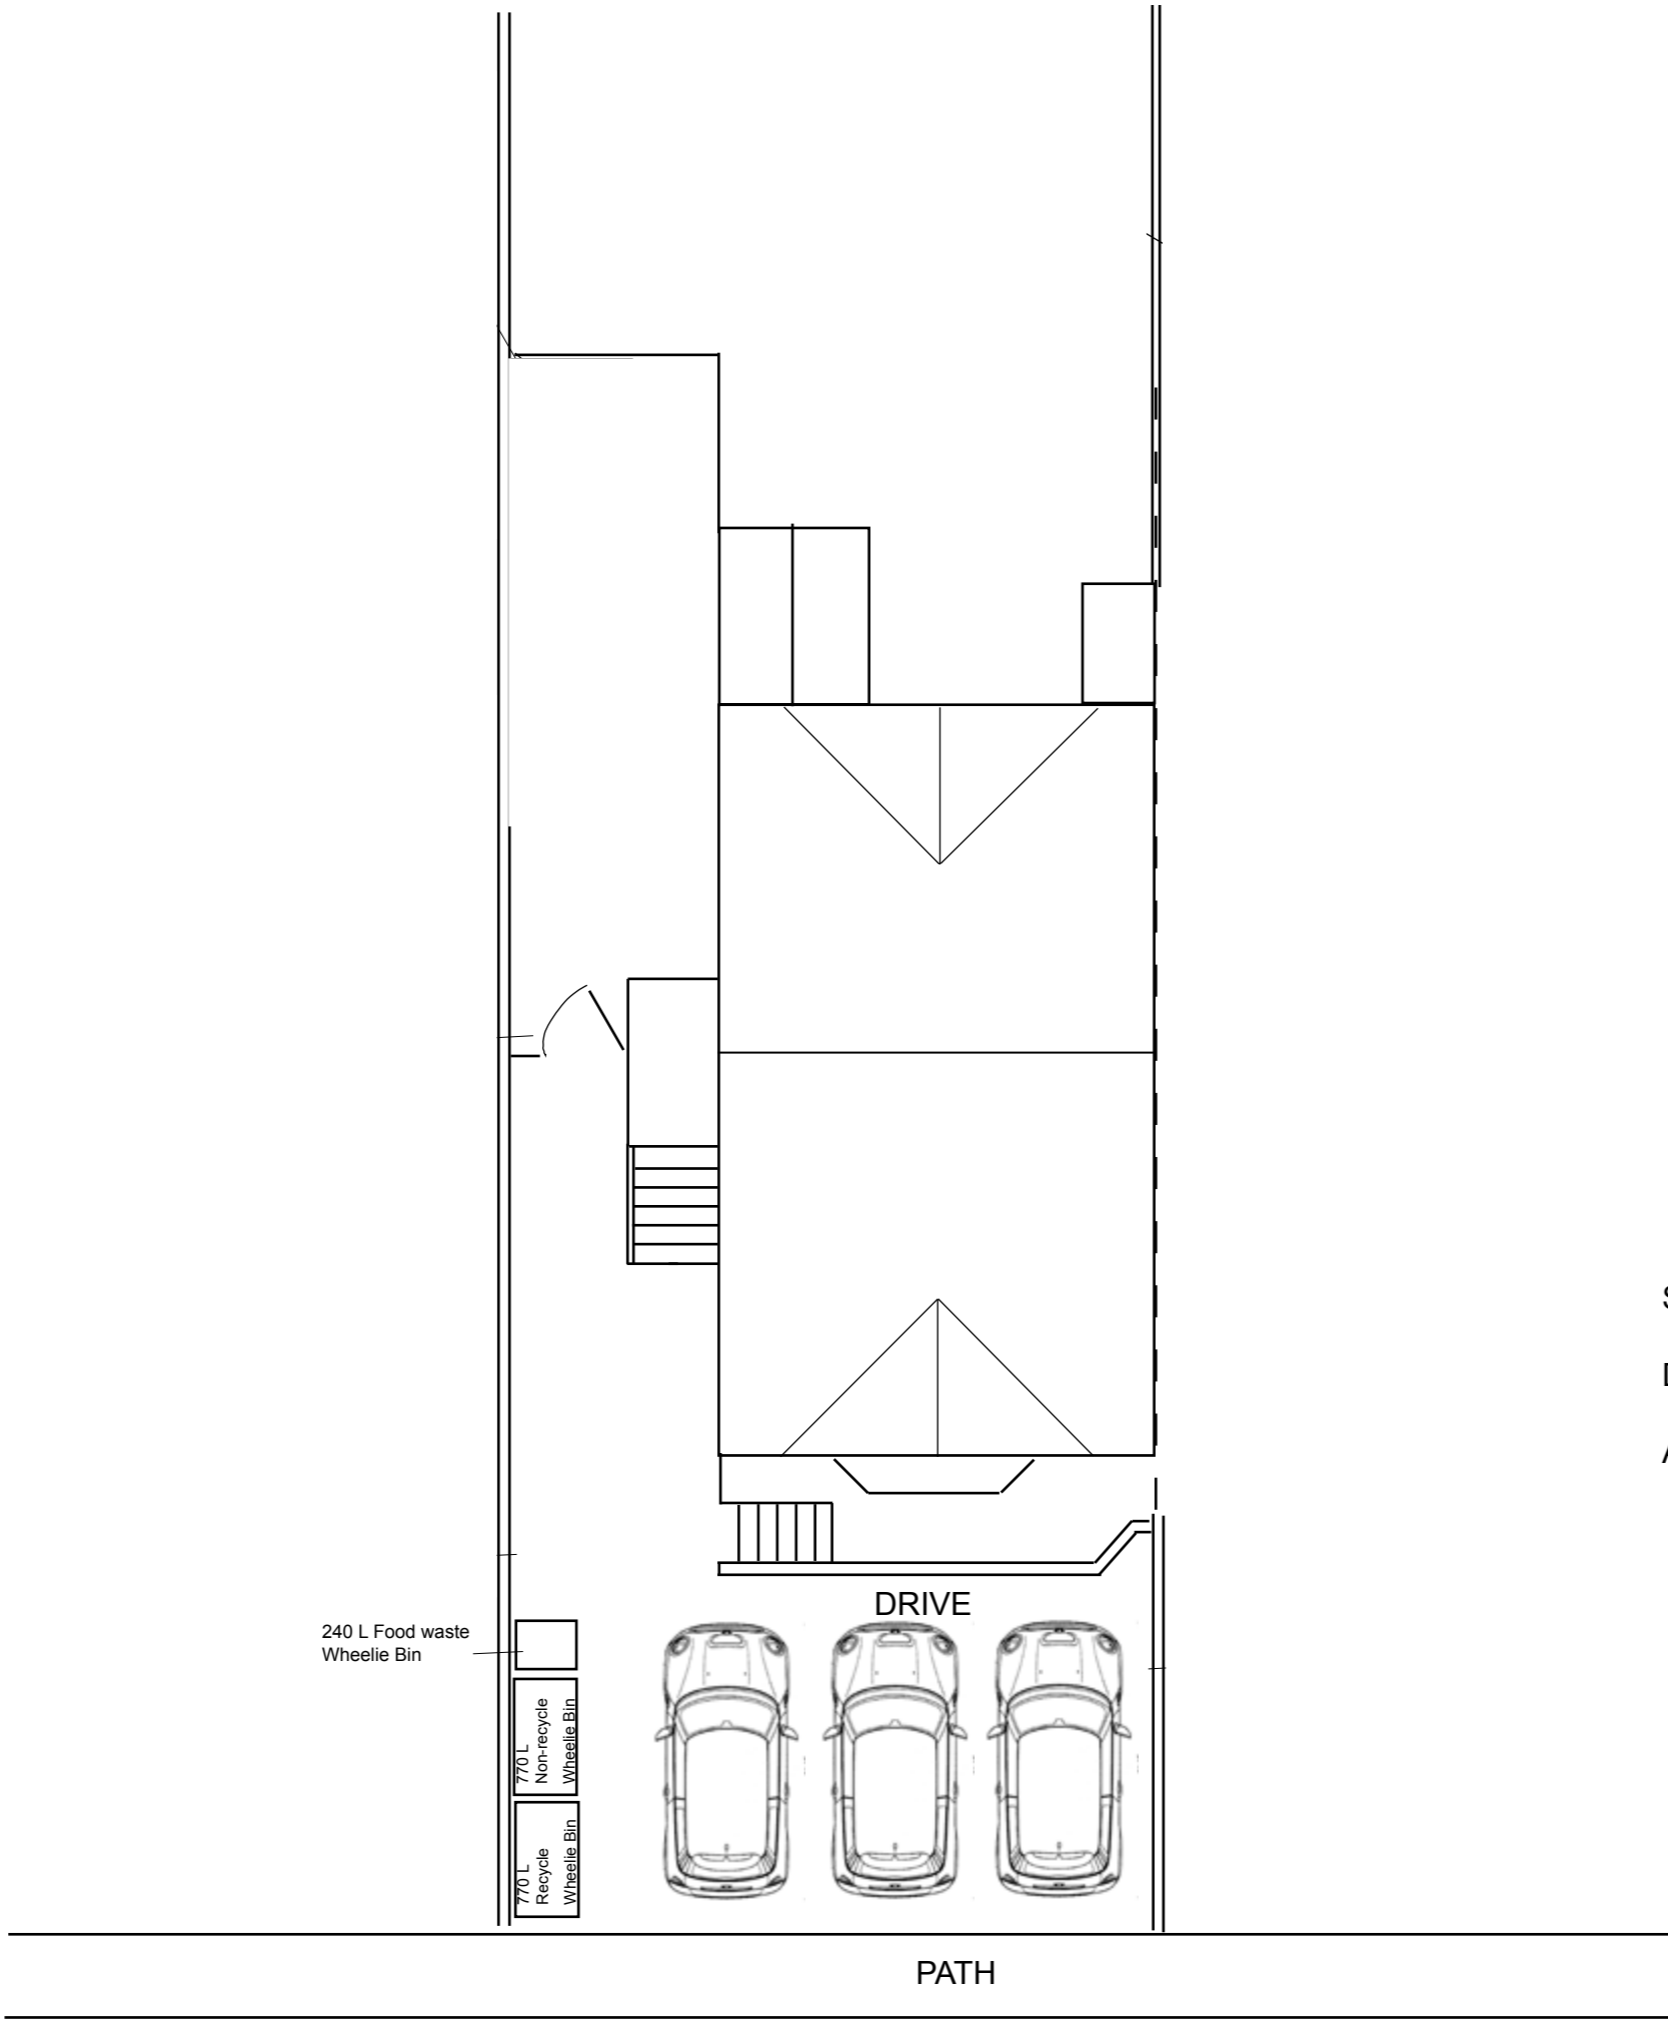 DRIVE
240 L Food waste
Wheelie Bin
770 L
Non-recycle
Wheelie Bin
770 L
Recycle
Wheelie Bin
PATH